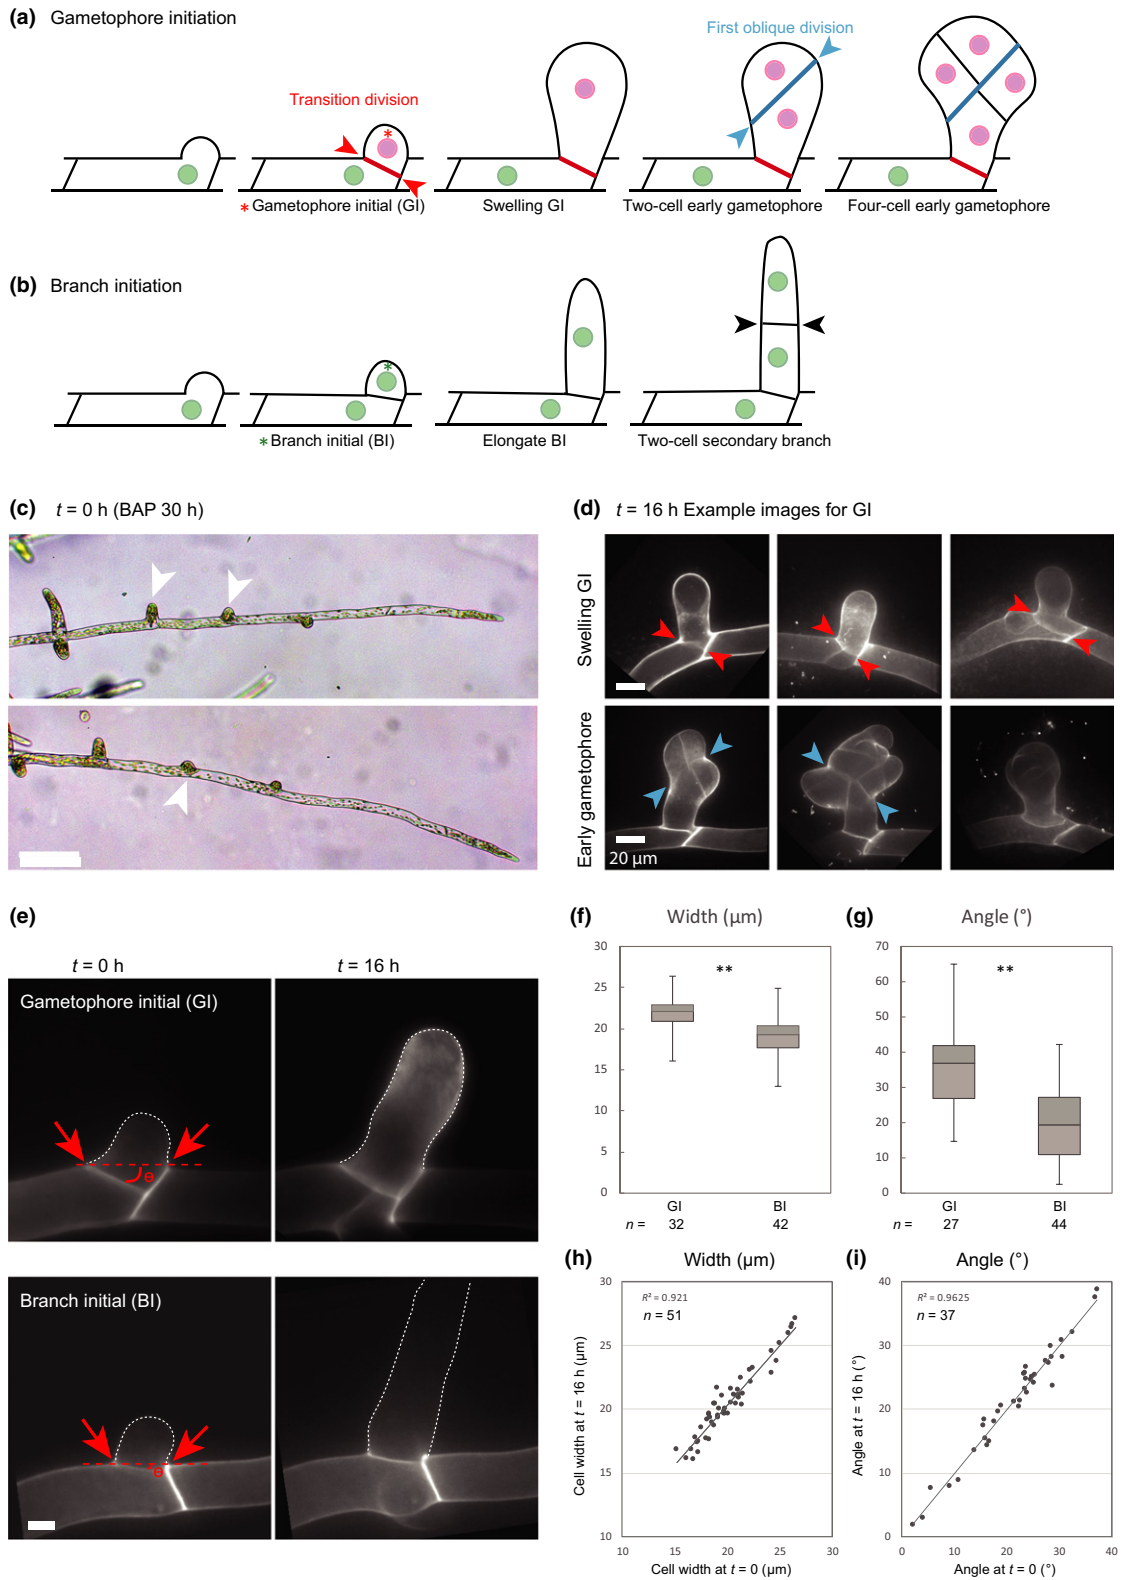 (a) Gametophore initiation
First oblique division
Transition division
*
* Gametophore initial (GI)
Swelling GI
Two-cell early gametophore
Four-cell early gametophore
(b) Branch initiation
*
* Branch initial (BI)
Elongate BI
Two-cell secondary branch
(c) t = 0 h (BAP 30 h)
(d) t = 16 h Example images for GI
Swelling GI
Early gametophore
20 µm
(e)
t = 0 h
t = 16 h
Gametophore initial (GI)
θ
Branch initial (BI)
θ
(f) Width (µm)
30
25
20
15
10
5
0
**
GI
BI
n = 32 42
(g) Angle (°)
70
60
50
40
30
20
10
0
**
GI
BI
n = 27 44
(h) Width (µm)
R² = 0.921
n = 51
Cell width at t = 16 h (µm)
30
25
20
15
10
10 15 20 25 30
Cell width at t = 0 (µm)
(i) Angle (°)
R² = 0.9625
n = 37
Angle at t = 16 h (°)
40
30
20
10
0
0 10 20 30 40
Angle at t = 0 (°)